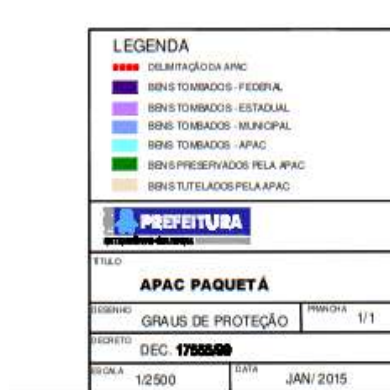 LEGENDA
DELIMITAÇÃO DA APAC
BENS TOMBADOS - FEDERAL
BENS TOMBADOS - ESTADUAL
BENS TOMBADOS - MUNICIPAL
BENS TOMBADOS - APAC
BENS PRESERVADOS PELA APAC
BENS TUTELADOS PELA APAC
PREFEITURA
TÍTULO
APAC PAQUETÁ
DESENHO
GRAUS DE PROTEÇÃO
PRANCHA
1/1
DECRETO
DEC. 17555/99
ESCALA
1/2500
DATA
JAN/ 2015